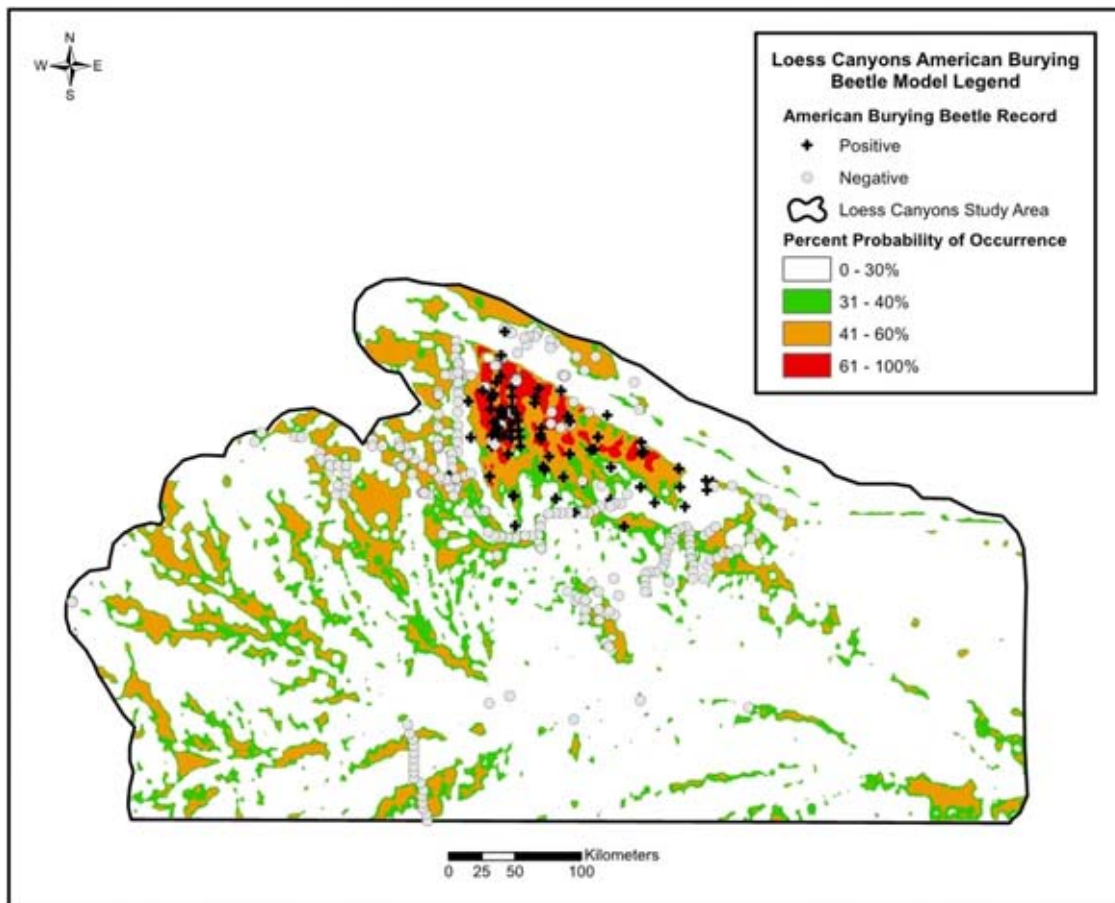 N
W E
S
Loess Canyons American Burying
Beetle Model Legend
American Burying Beetle Record
Positive
Negative
Loess Canyons Study Area
Percent Probability of Occurrence
0 - 30%
31 - 40%
41 - 60%
61 - 100%
Kilometers
0 25 50 100